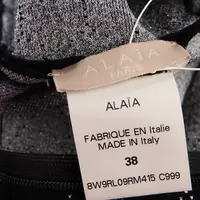 ALAÏA
PARIS
ALAÏA
FABRIQUE EN Italie
MADE IN ITALY
38
8W9RL09RM415 C999